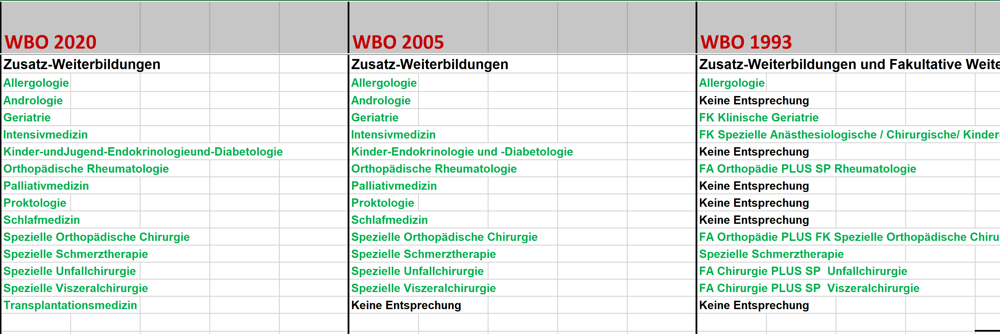 WBO 2020 WBO 2005 WBO 1993
Zusatz-Weiterbildungen Zusatz-Weiterbildungen Zusatz-Weiterbildungen und Fakultative Weite
Allergologie Allergologie Allergologie
Andrologie Andrologie Keine Entsprechung
Geriatrie Geriatrie FK Klinische Geriatrie
Intensivmedizin Intensivmedizin FK Spezielle Anästhesiologische / Chirurgische/ Kinder
Kinder-undJugend-Endokrinologieund-Diabetologie Kinder-Endokrinologie und -Diabetologie Keine Entsprechung
Orthopädische Rheumatologie Orthopädische Rheumatologie FA Orthopädie PLUS SP Rheumatologie
Palliativmedizin Palliativmedizin Keine Entsprechung
Proktologie Proktologie Keine Entsprechung
Schlafmedizin Schlafmedizin Keine Entsprechung
Spezielle Orthopädische Chirurgie Spezielle Orthopädische Chirurgie FA Orthopädie PLUS FK Spezielle Orthopädische Chiru
Spezielle Schmerztherapie Spezielle Schmerztherapie Spezielle Schmerztherapie
Spezielle Unfallchirurgie Spezielle Unfallchirurgie FA Chirurgie PLUS SP  Unfallchirurgie
Spezielle Viszeralchirurgie Spezielle Viszeralchirurgie FA Chirurgie PLUS SP  Viszeralchirurgie
Transplantationsmedizin Keine Entsprechung Keine Entsprechung